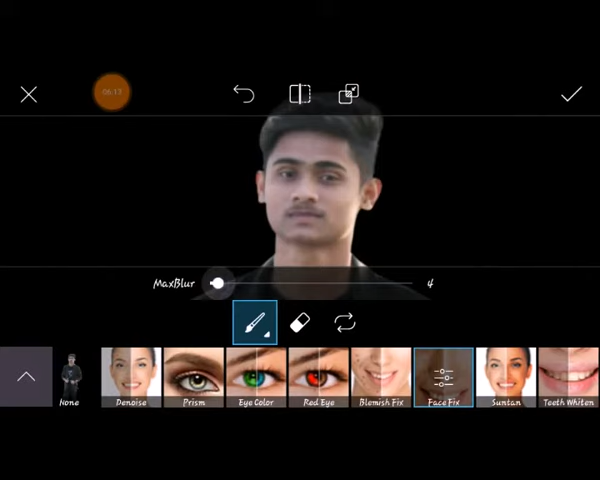 06:13
MaxBlur 4
None Denoise Prism Eye Color Red Eye Blemish Fix Face Fix Suntan Teeth Whiten